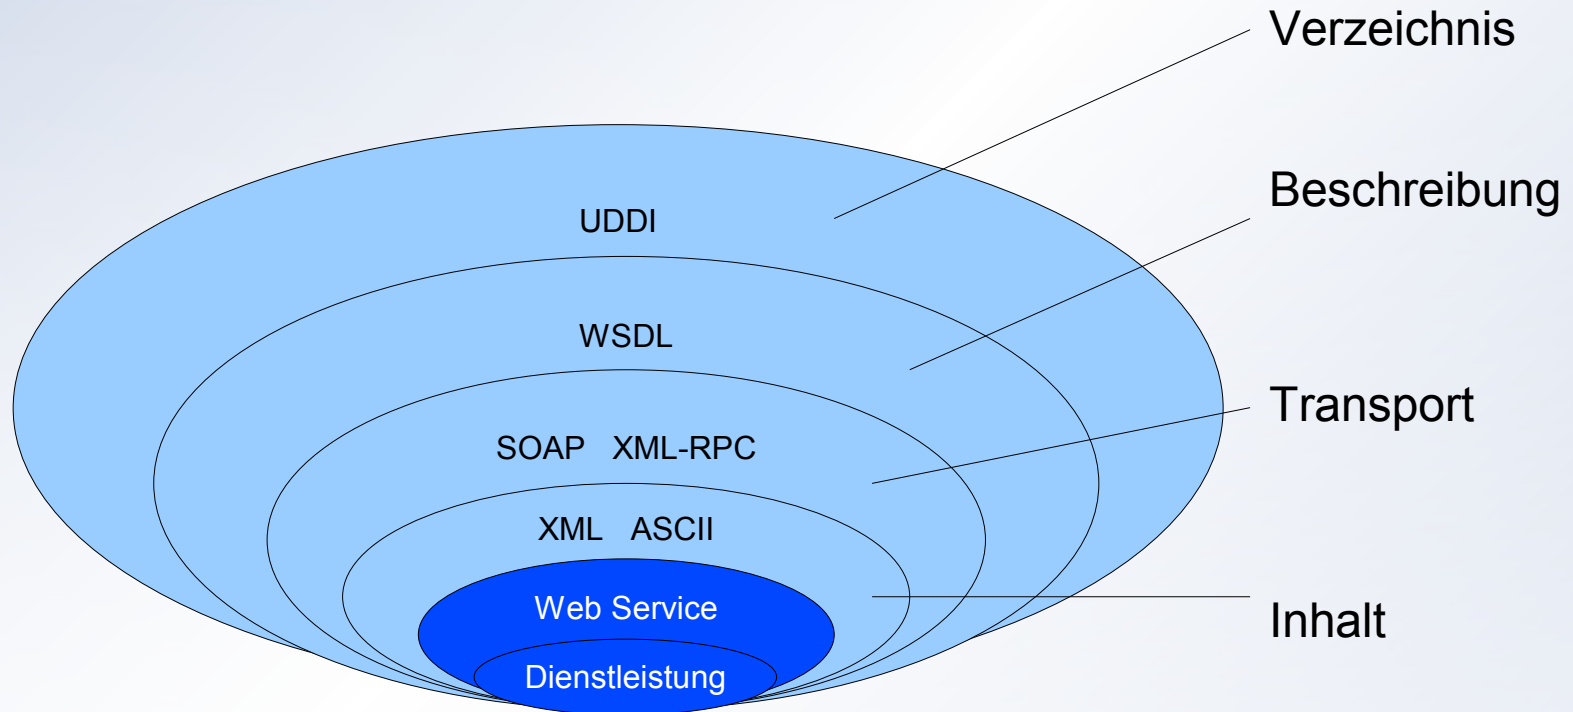 Verzeichnis
Beschreibung
UDDI
WSDL
Transport
SOAP XML-RPC
XML ASCII
Web Service
Inhalt
Dienstleistung